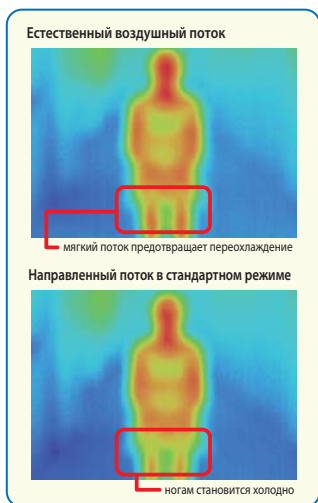 Естественный воздушный поток
мягкий поток предотвращает переохлаждение
Направленный поток в стандартном режиме
ногам становится холодно